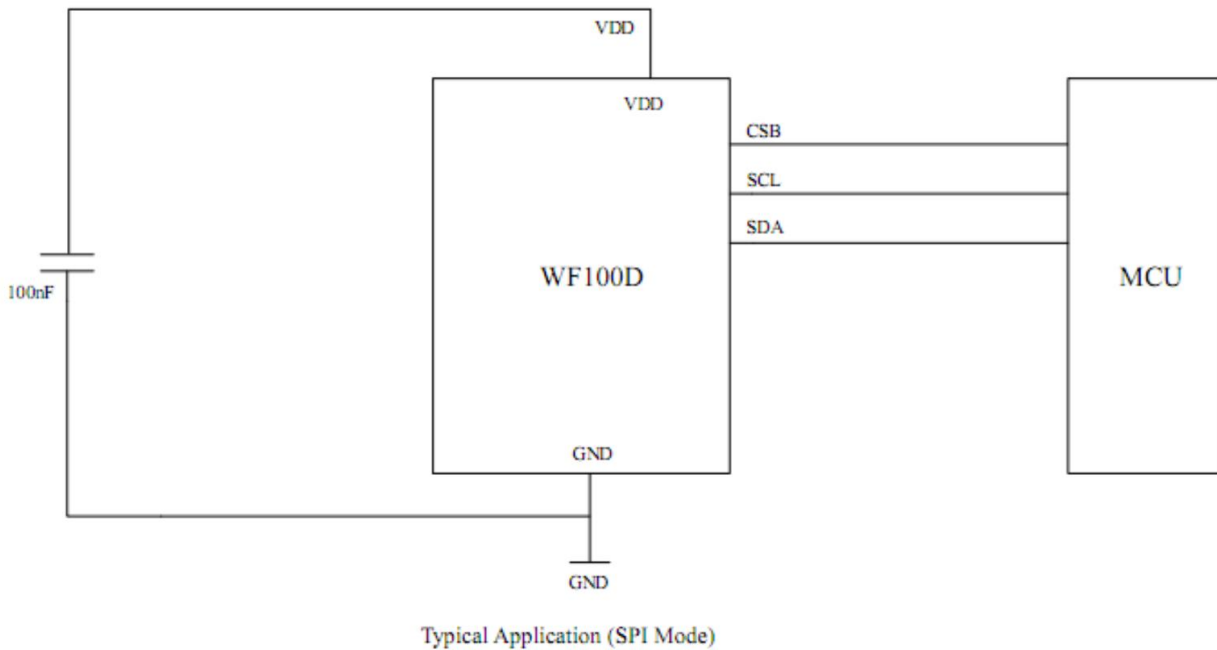 VDD
VDD
CSB
SCL
SDA
WF100D
MCU
100nF
GND
GND
Typical Application (SPI Mode)